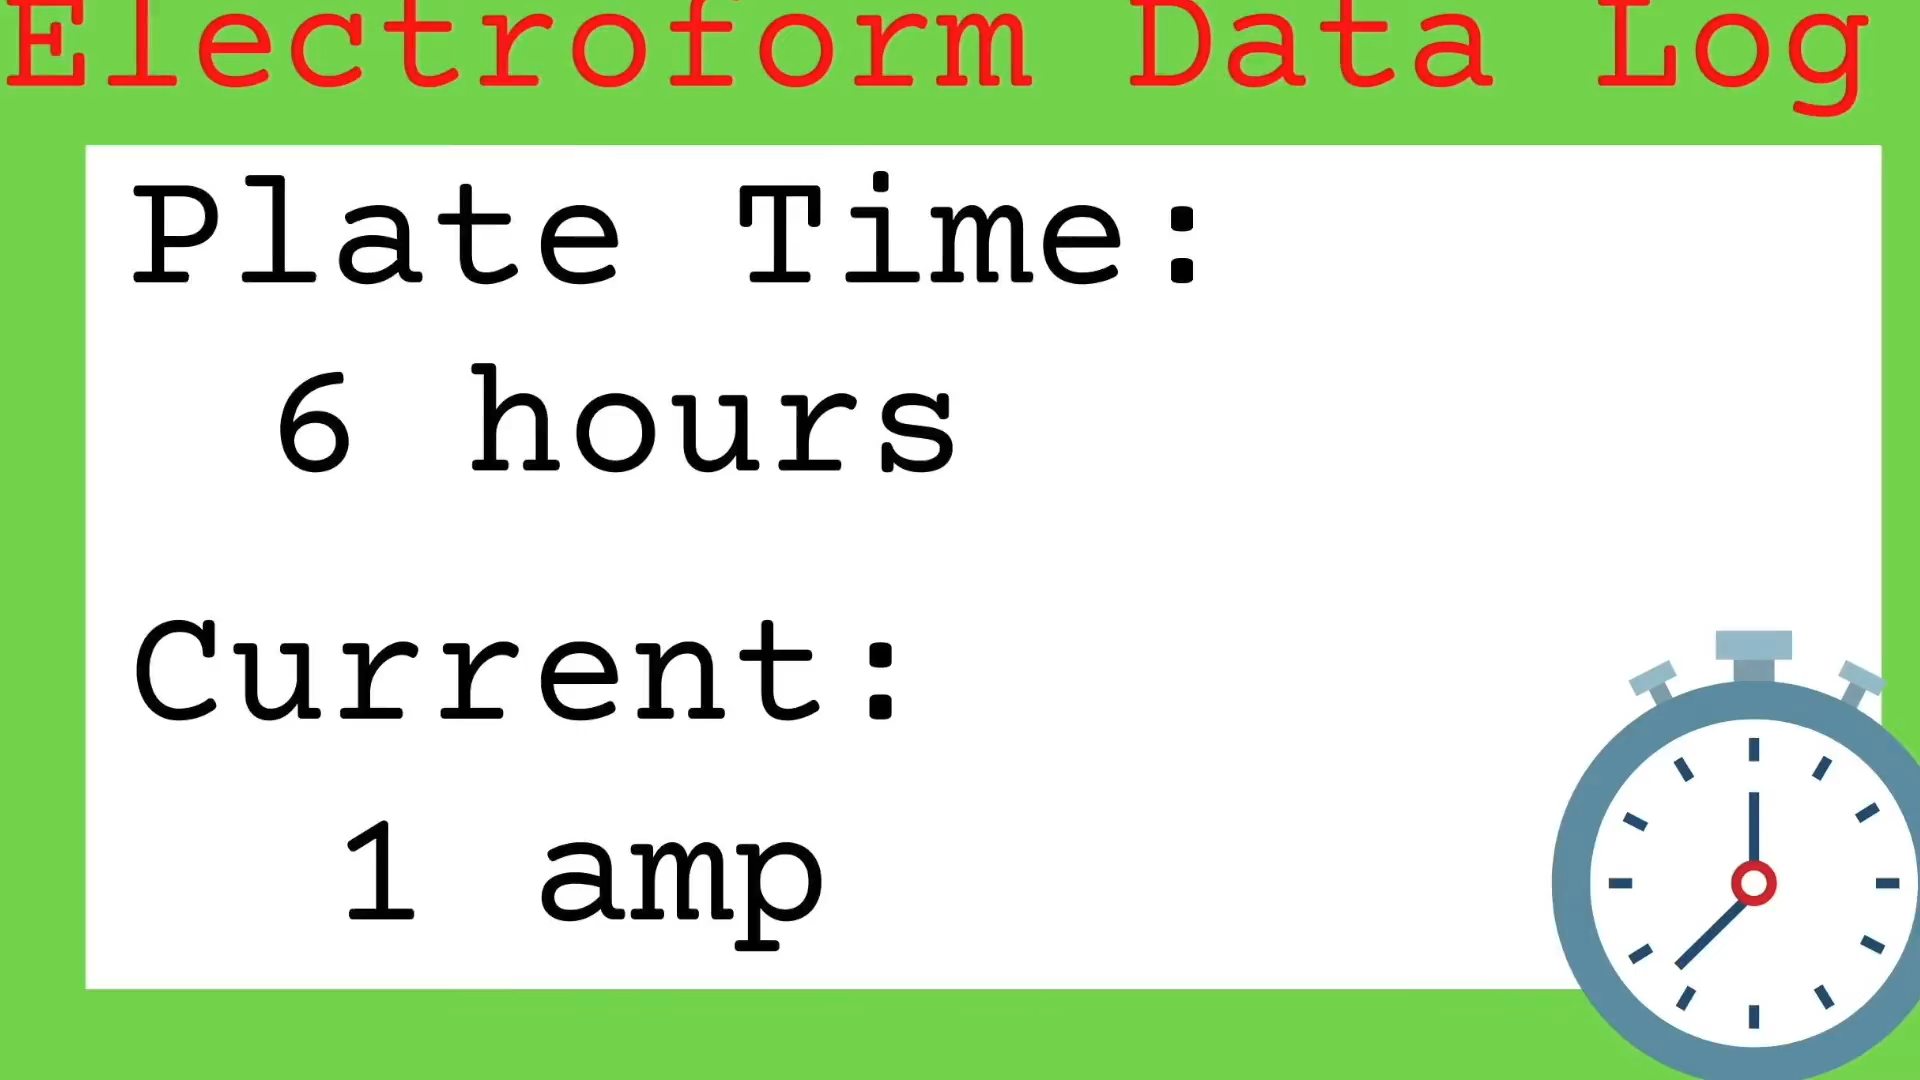 Electroform Data Log
Plate Time:
6 hours
Current:
1 amp